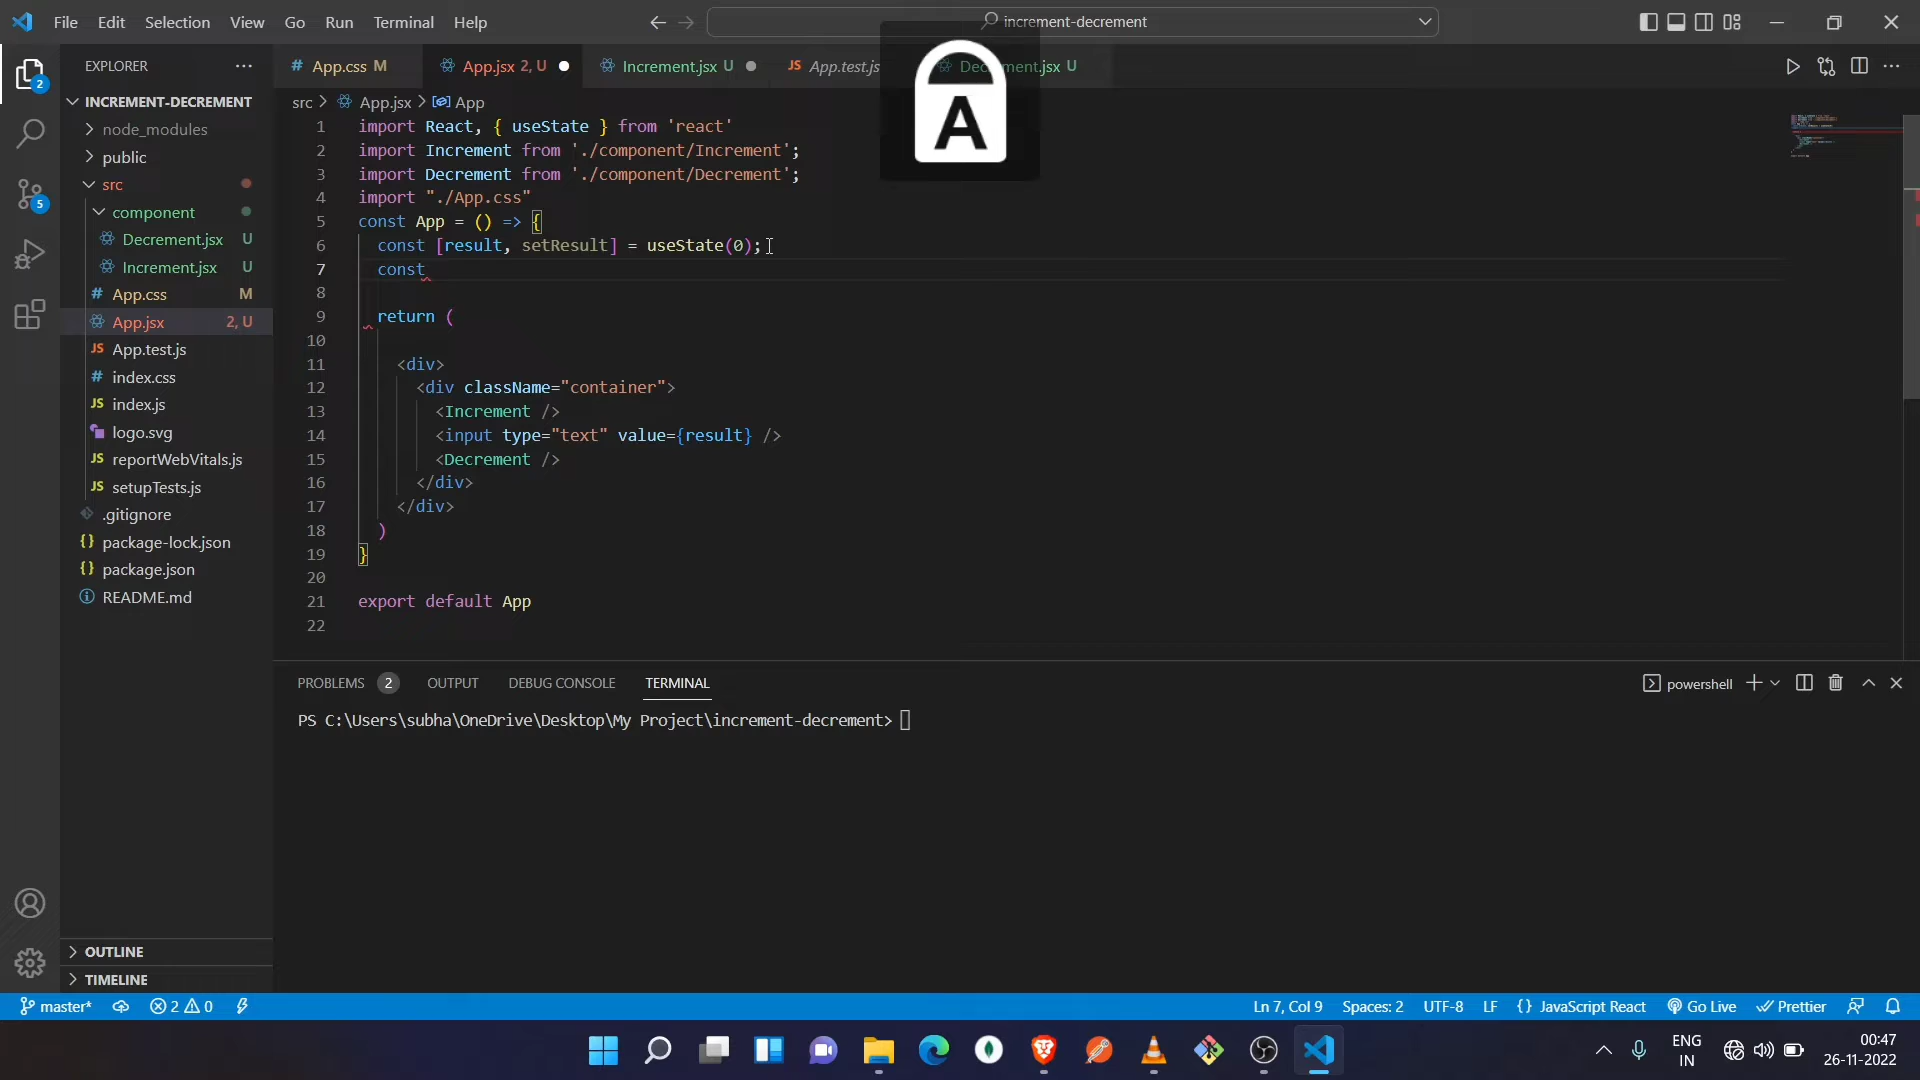 File Edit Selection View Go Run Terminal Help
increment-decrement
EXPLORER
# App.css M
App.jsx 2, U
Increment.jsx U
JS App.test.js
Decrement.jsx U
A
src > App.jsx > App
INCREMENT-DECREMENT
node_modules
public
src
component
Decrement.jsx U
Increment.jsx U
# App.css M
App.jsx 2, U
JS App.test.js
# index.css
JS index.js
logo.svg
JS reportWebVitals.js
JS setupTests.js
.gitignore
{} package-lock.json
{} package.json
README.md
OUTLINE
TIMELINE
2
5
1 import React, { useState } from 'react'
2 import Increment from './component/Increment';
3 import Decrement from './component/Decrement';
4 import "./App.css"
5 const App = () => {
6 const [result, setResult] = useState(0);
7 const
8
9 return (
10
11 <div>
12 <div className="container">
13 <Increment />
14 <input type="text" value={result} />
15 <Decrement />
16 </div>
17 </div>
18 )
19 }
20
21 export default App
22
PROBLEMS 2 OUTPUT DEBUG CONSOLE TERMINAL
powershell
PS C:\Users\subha\OneDrive\Desktop\My Project\increment-decrement>
master* 2 0
Ln 7, Col 9 Spaces: 2 UTF-8 LF {} JavaScript React Go Live Prettier
ENG
IN
00:47
26-11-2022